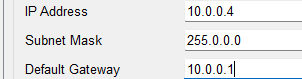 IP Address 10.0.0.4
Subnet Mask 255.0.0.0
Default Gateway 10.0.0.1